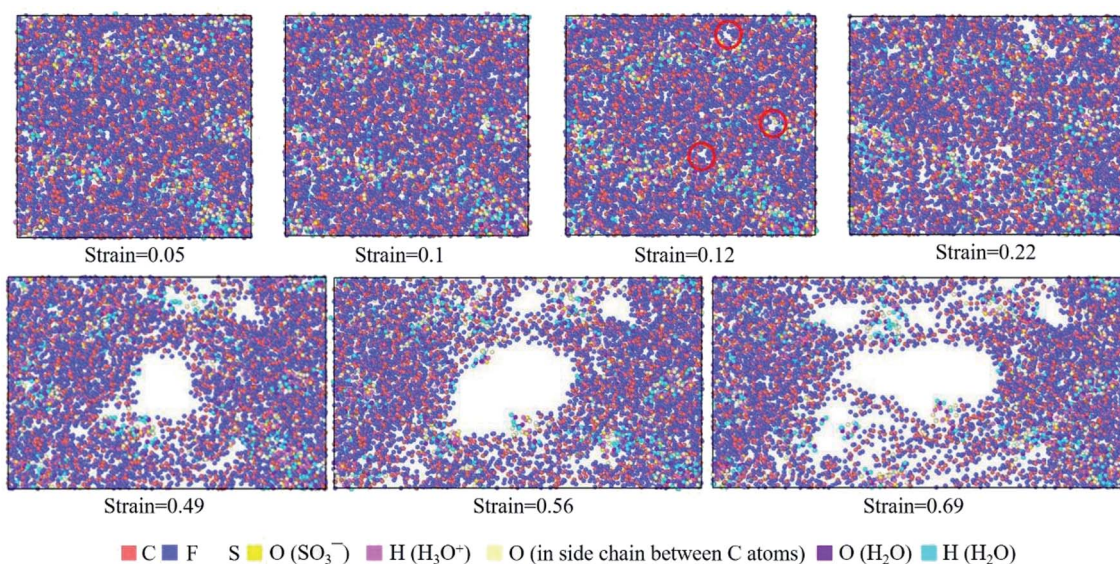 Strain=0.05 Strain=0.1 Strain=0.12 Strain=0.22
Strain=0.49 Strain=0.56 Strain=0.69
C F S O (SO₃⁻) H (H₃O⁺) O (in side chain between C atoms) O (H₂O) H (H₂O)